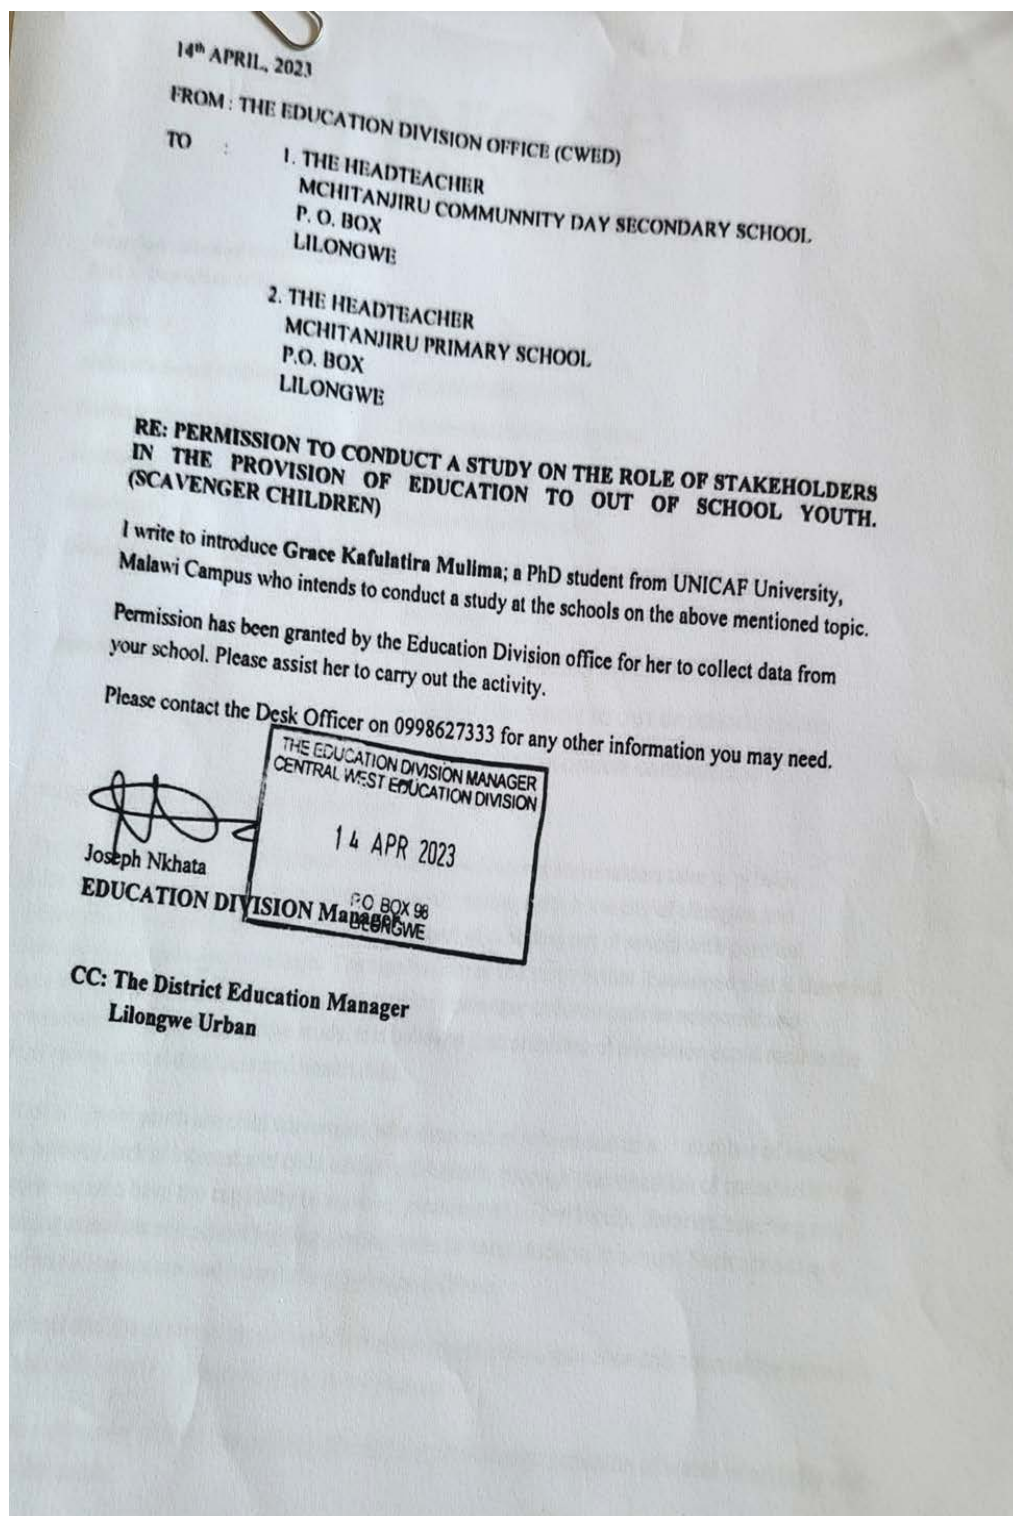 14th APRIL, 2023
FROM : THE EDUCATION DIVISION OFFICE (CWED)
TO : 1. THE HEADTEACHER
MCHITANJIRU COMMUNNITY DAY SECONDARY SCHOOL
P. O. BOX
LILONGWE
2. THE HEADTEACHER
MCHITANJIRU PRIMARY SCHOOL
P.O. BOX
LILONGWE
RE: PERMISSION TO CONDUCT A STUDY ON THE ROLE OF STAKEHOLDERS
IN THE PROVISION OF EDUCATION TO OUT OF SCHOOL YOUTH.
(SCAVENGER CHILDREN)
I write to introduce Grace Kafulatira Mulima; a PhD student from UNICAF University,
Malawi Campus who intends to conduct a study at the schools on the above mentioned topic.
Permission has been granted by the Education Division office for her to collect data from
your school. Please assist her to carry out the activity.
Please contact the Desk Officer on 0998627333 for any other information you may need.
THE EDUCATION DIVISION MANAGER
CENTRAL WEST EDUCATION DIVISION
14 APR 2023
P.O BOX 98
LILONGWE
Joseph Nkhata
EDUCATION DIVISION Manager
CC: The District Education Manager
Lilongwe Urban